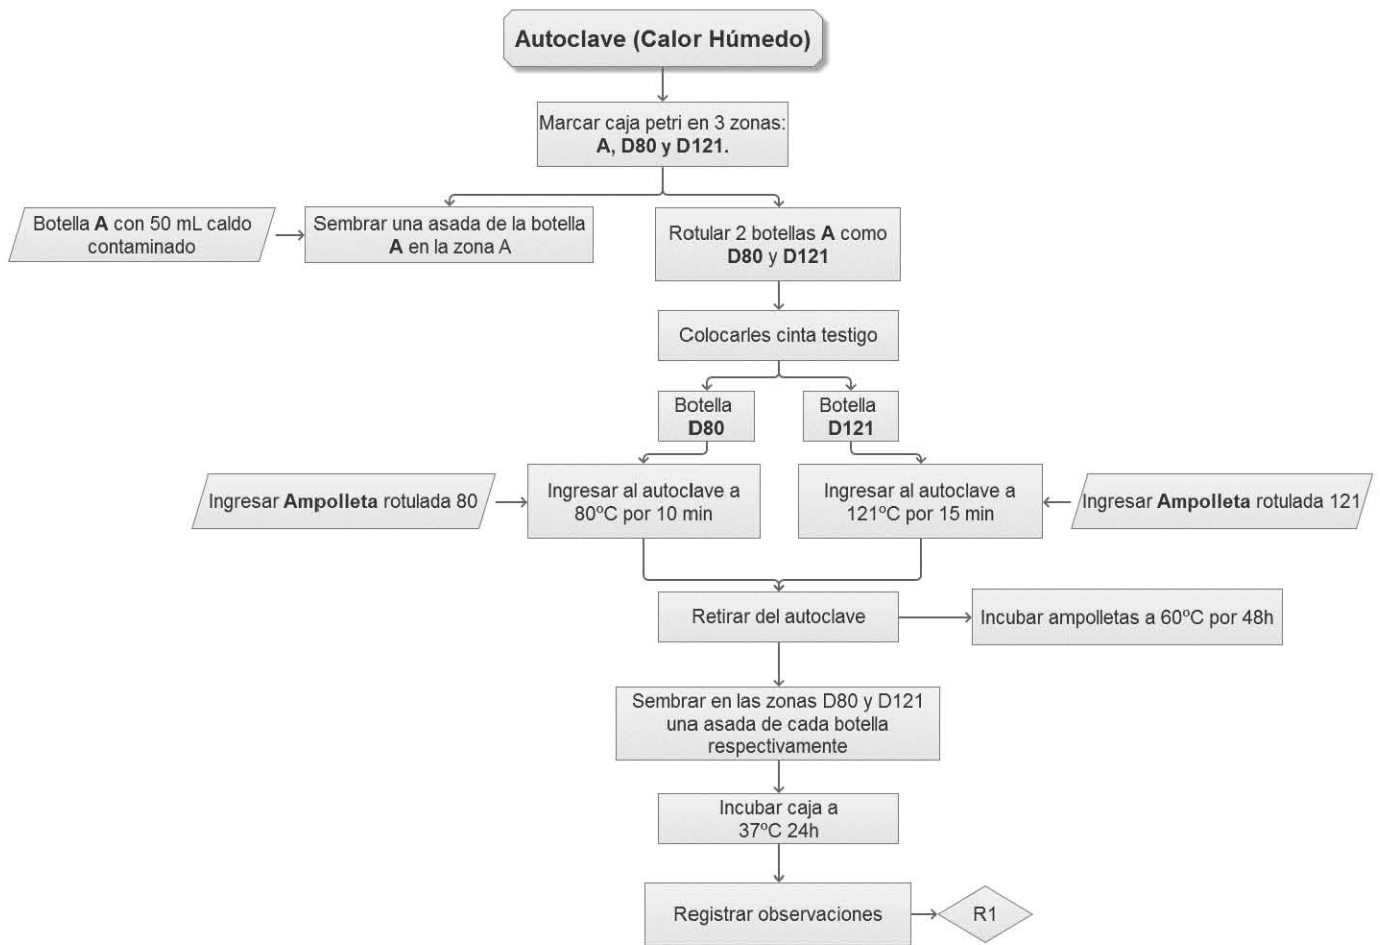 Autoclave (Calor Húmedo)
Marcar caja petri en 3 zonas:
A, D80 y D121.
Botella A con 50 mL caldo
contaminado
Sembrar una asada de la botella
A en la zona A
Rotular 2 botellas A como
D80 y D121
Colocarles cinta testigo
Botella
D80
Botella
D121
Ingresar Ampolleta rotulada 80
Ingresar al autoclave a
80ºC por 10 min
Ingresar al autoclave a
121ºC por 15 min
Ingresar Ampolleta rotulada 121
Retirar del autoclave
Incubar ampolletas a 60ºC por 48h
Sembrar en las zonas D80 y D121
una asada de cada botella
respectivamente
Incubar caja a
37ºC 24h
Registrar observaciones
R1